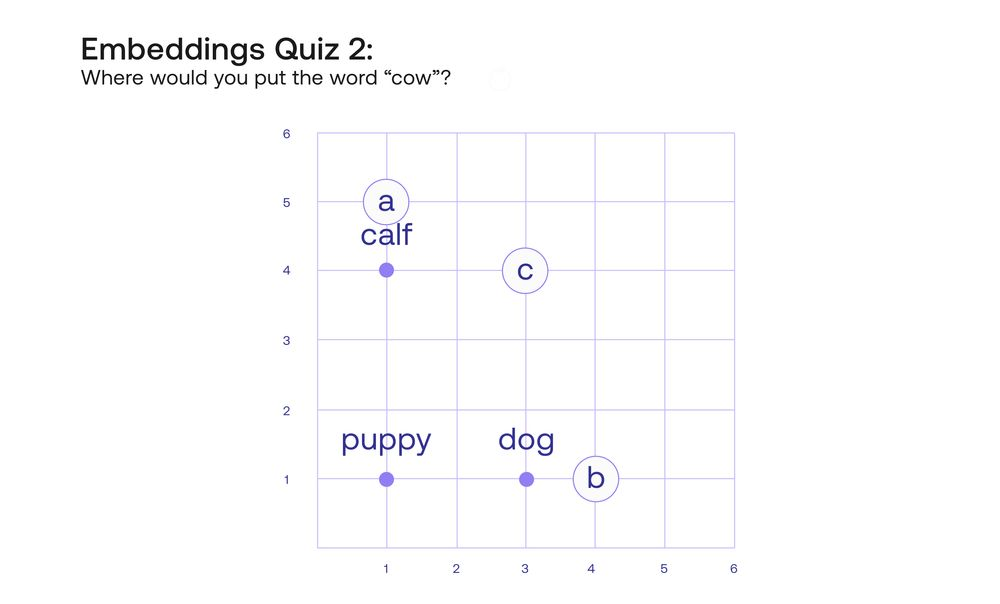 Embeddings Quiz 2:
Where would you put the word “cow”?
6
5
a
calf
4
c
3
2
puppy
dog
1
b
1 2 3 4 5 6